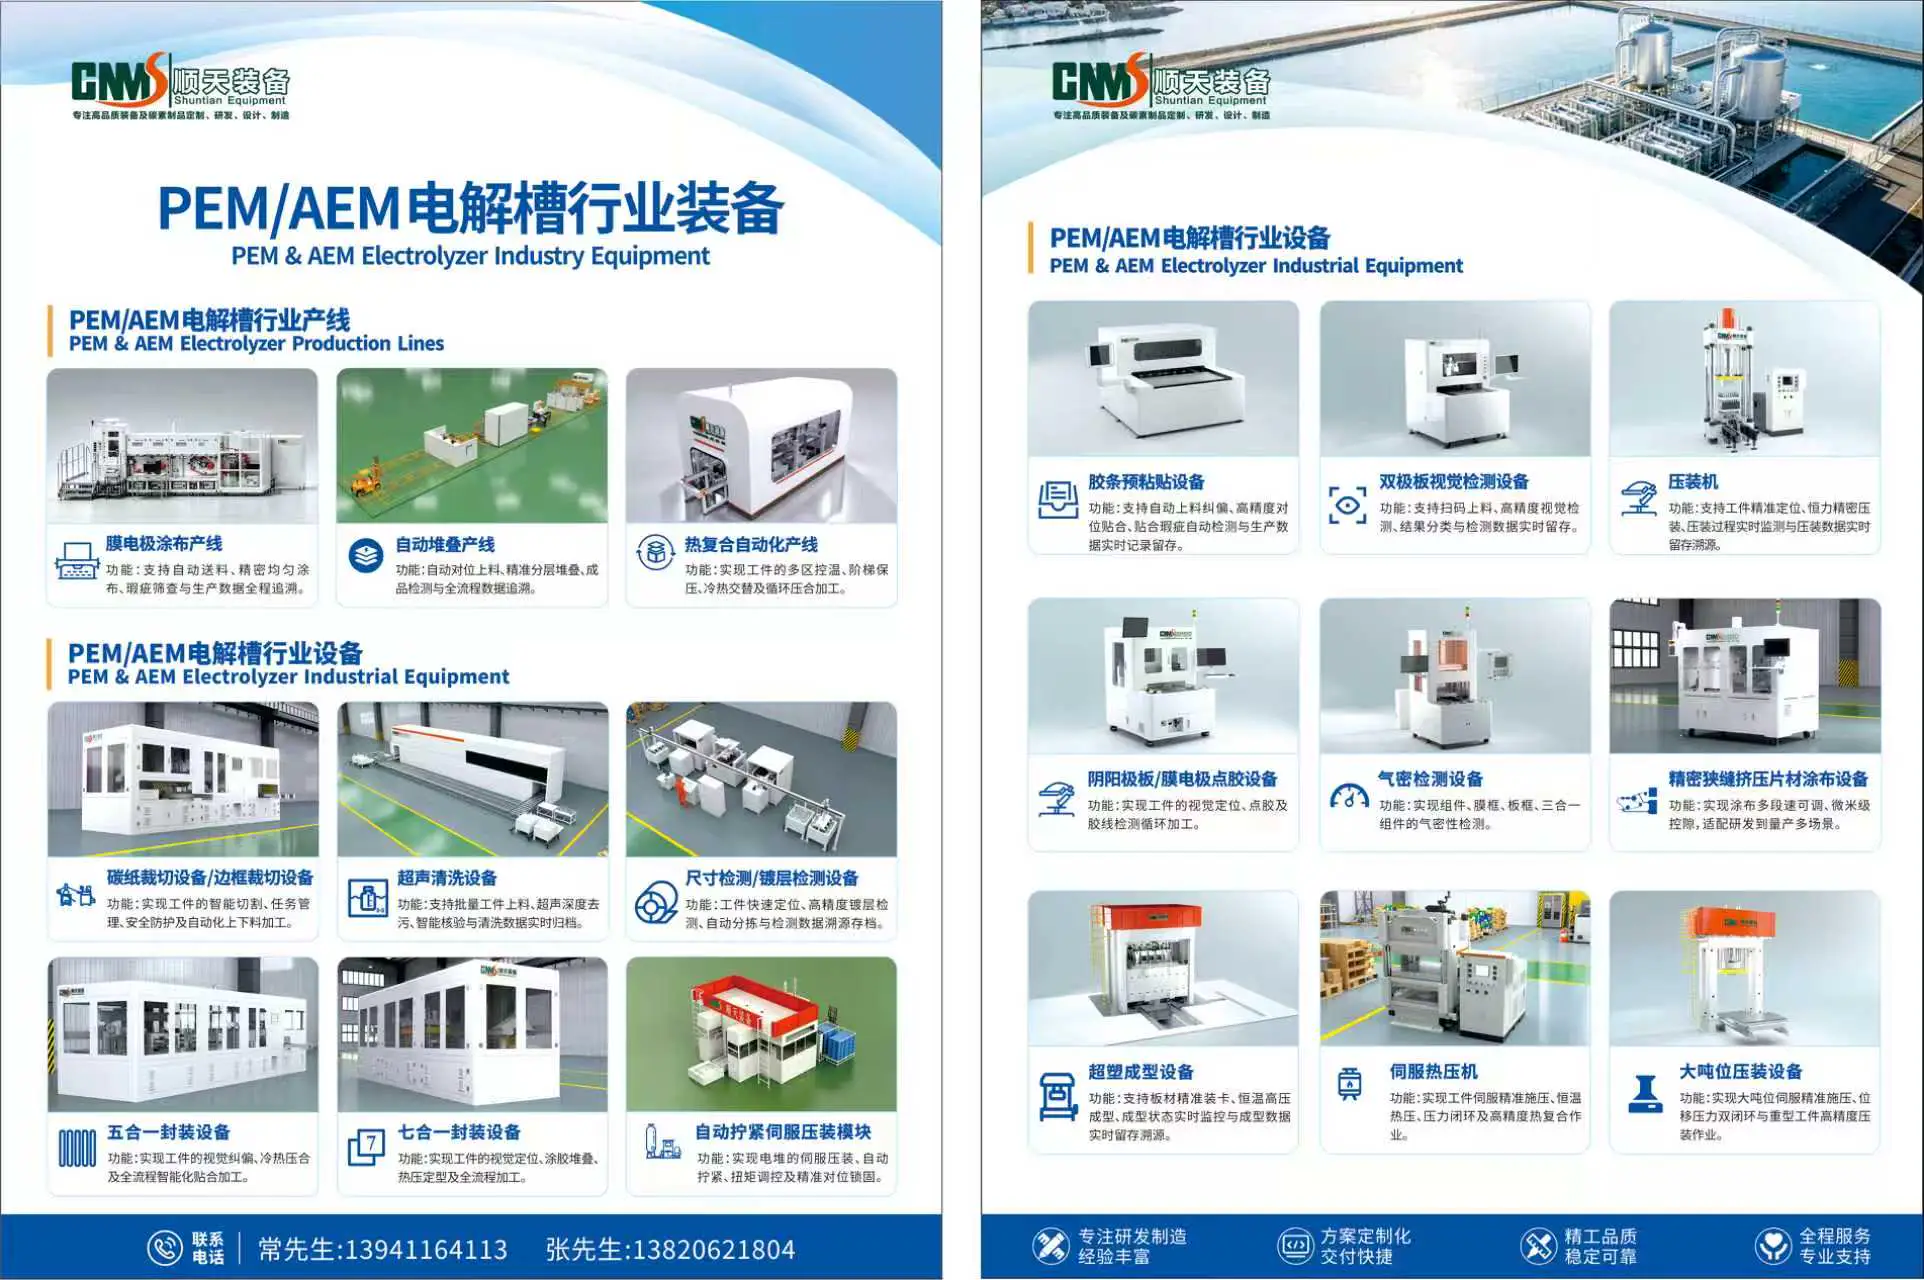 CNMS 顺天装备
Shuntian Equipment
专注高品质装备及碳素制品定制、研发、设计、制造
PEM/AEM电解槽行业装备
PEM & AEM Electrolyzer Industry Equipment
PEM/AEM电解槽行业产线
PEM & AEM Electrolyzer Production Lines
膜电极涂布产线
功能:支持自动送料、精密均匀涂
布、瑕疵筛查与生产数据全程追溯。
自动堆叠产线
功能:自动对位上料、精准分层堆叠、成
品检测与全流程数据追溯。
热复合自动化产线
功能:实现工件的多区控温、阶梯保
压、冷热交替及循环压合加工。
PEM/AEM电解槽行业设备
PEM & AEM Electrolyzer Industrial Equipment
碳纸裁切设备/边框裁切设备
功能:实现工件的智能切割、任务管
理、安全防护及自动化上下料加工。
超声清洗设备
功能:支持批量工件上料、超声深度去
污、智能核验与清洗数据实时归档。
尺寸检测/镀层检测设备
功能:工件快速定位、高精度镀层检
测、自动分拣与检测数据溯源存档。
五合一封装设备
功能:实现工件的视觉纠偏、冷热压合
及全流程智能化贴合加工。
7
七合一封装设备
功能:实现工件的视觉定位、涂胶堆叠、
热压定型及全流程加工。
顺天装备
自动拧紧伺服压装模块
功能:实现电堆的伺服压装、自动
拧紧、扭矩调控及精准对位锁固。
联系
电话
常先生:13941164113 张先生:13820621804
CNMS 顺天装备
Shuntian Equipment
专注高品质装备及碳素制品定制、研发、设计、制造
PEM/AEM电解槽行业设备
PEM & AEM Electrolyzer Industrial Equipment
胶条预粘贴设备
功能:支持自动上料纠偏、高精度对
位贴合、贴合瑕疵自动检测与生产数
据实时记录留存。
双极板视觉检测设备
功能:支持扫码上料、高精度视觉检
测、结果分类与检测数据实时留存。
压装机
功能:支持工件精准定位、恒力精密压
装、压装过程实时监测与压装数据实时
留存溯源。
阴阳极板/膜电极点胶设备
功能:实现工件的视觉定位、点胶及
胶线检测循环加工。
气密检测设备
功能:实现组件、膜框、板框、三合一
组件的气密性检测。
精密狭缝挤压片材涂布设备
功能:实现涂布多段速可调、微米级
控隙,适配研发到量产多场景。
超塑成型设备
功能:支持板材精准装卡、恒温高压
成型、成型状态实时监控与成型数据
实时留存溯源。
伺服热压机
功能:实现工件伺服精准施压、恒温
热压、压力闭环及高精度热复合作
业。
大吨位压装设备
功能:实现大吨位伺服精准施压、位
移压力双闭环与重型工件高精度压
装作业。
专注研发制造
经验丰富
方案定制化
交付快捷
精工品质
稳定可靠
全程服务
专业支持